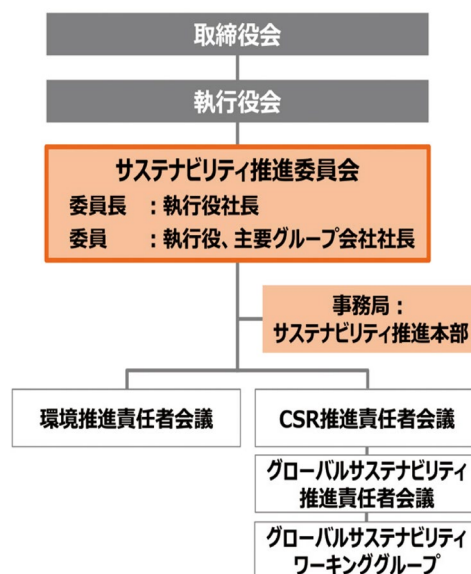 取締役会
執行役会
サステナビリティ推進委員会
委員長 ：執行役社長
委員 ：執行役、主要グループ会社社長
事務局：
サステナビリティ推進本部
環境推進責任者会議
CSR推進責任者会議
グローバルサステナビリティ
推進責任者会議
グローバルサステナビリティ
ワーキンググループ